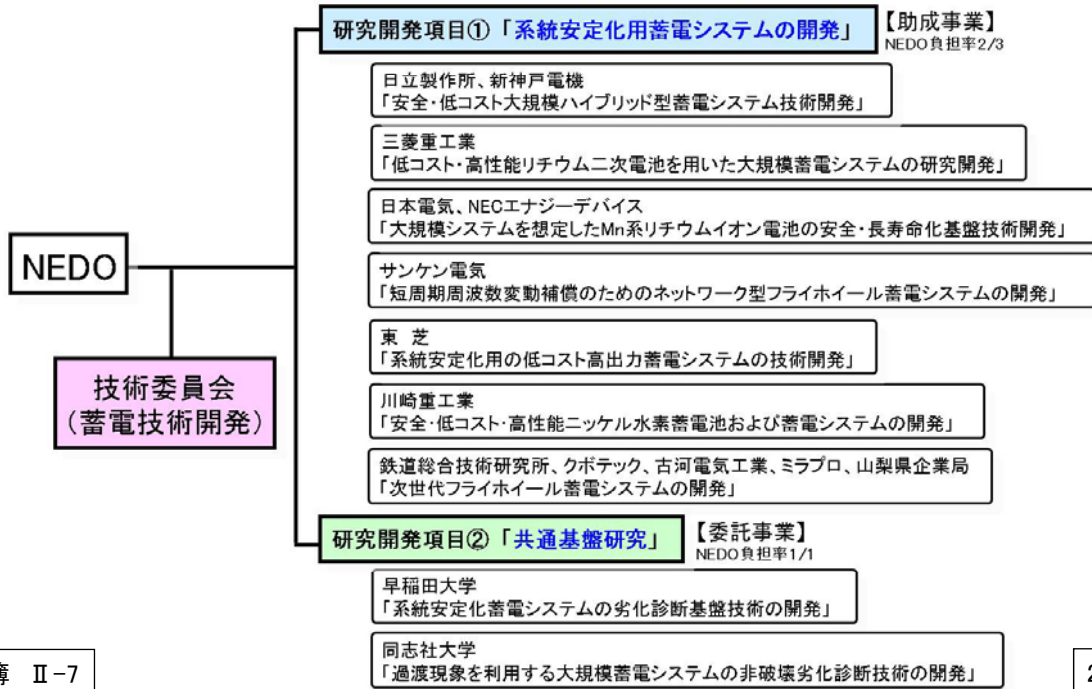 研究開発項目①「系統安定化用蓄電システムの開発」
【助成事業】
NEDO負担率2/3
日立製作所、新神戸電機
「安全・低コスト大規模ハイブリッド型蓄電システム技術開発」
三菱重工業
「低コスト・高性能リチウム二次電池を用いた大規模蓄電システムの研究開発」
日本電気、NECエナジーデバイス
「大規模システムを想定したMn系リチウムイオン電池の安全・長寿命化基盤技術開発」
NEDO
サンケン電気
「短周期周波数変動補償のためのネットワーク型フライホイール蓄電システムの開発」
東 芝
「系統安定化用の低コスト高出力蓄電システムの技術開発」
技術委員会
(蓄電技術開発)
川崎重工業
「安全・低コスト・高性能ニッケル水素蓄電池および蓄電システムの開発」
鉄道総合技術研究所、クボテック、古河電気工業、ミラプロ、山梨県企業局
「次世代フライホイール蓄電システムの開発」
研究開発項目②「共通基盤研究」
【委託事業】
NEDO負担率1/1
早稲田大学
「系統安定化蓄電システムの劣化診断基盤技術の開発」
同志社大学
「過渡現象を利用する大規模蓄電システムの非破壊劣化診断技術の開発」
Ⅱ-7
2